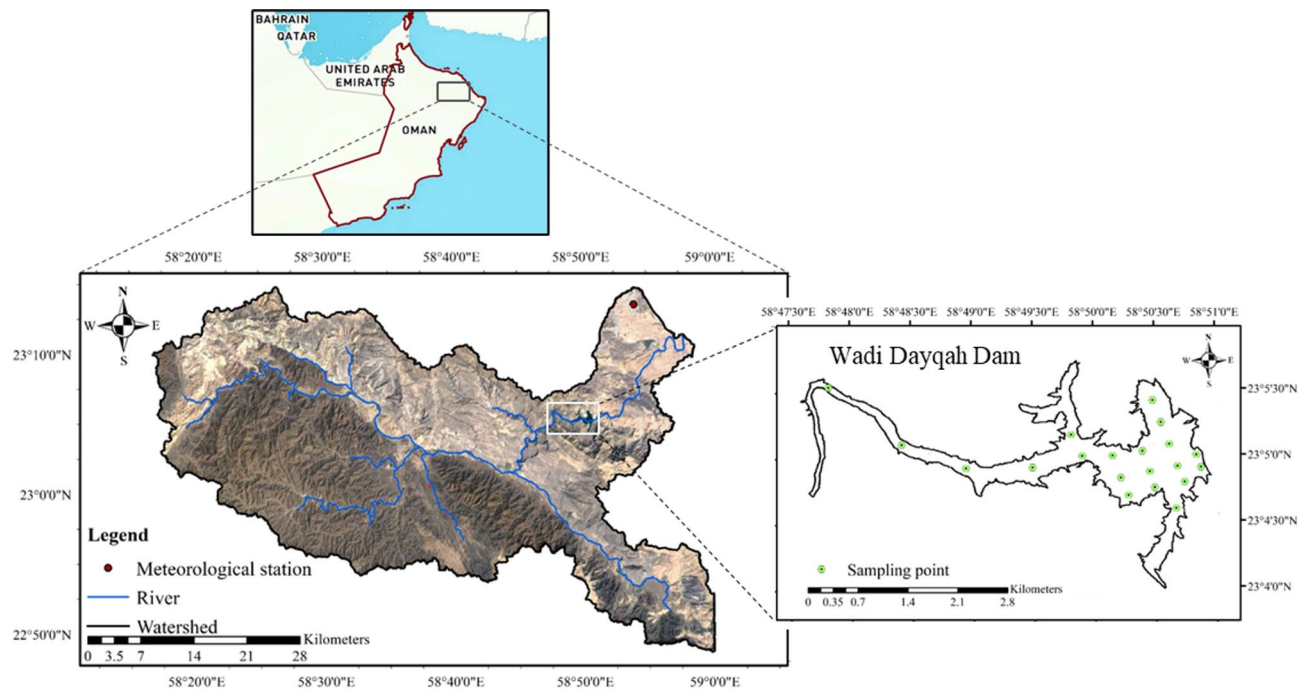 BAHRAIN
QATAR
UNITED ARAB
EMIRATES
OMAN
58°20'0"E 58°30'0"E 58°40'0"E 58°50'0"E 59°0'0"E
N
W E
S
23°10'0"N
23°0'0"N
22°50'0"N
Legend
Meteorological station
River
Watershed
Kilometers
0 3.5 7 14 21 28
58°20'0"E 58°30'0"E 58°40'0"E 58°50'0"E 59°0'0"E
58°47'30"E 58°48'0"E 58°48'30"E 58°49'0"E 58°49'30"E 58°50'0"E 58°50'30"E 58°51'0"E
Wadi Dayqah Dam
N
W E
S
23°5'30"N
23°5'0"N
23°4'30"N
23°4'0"N
Sampling point
Kilometers
0 0.35 0.7 1.4 2.1 2.8